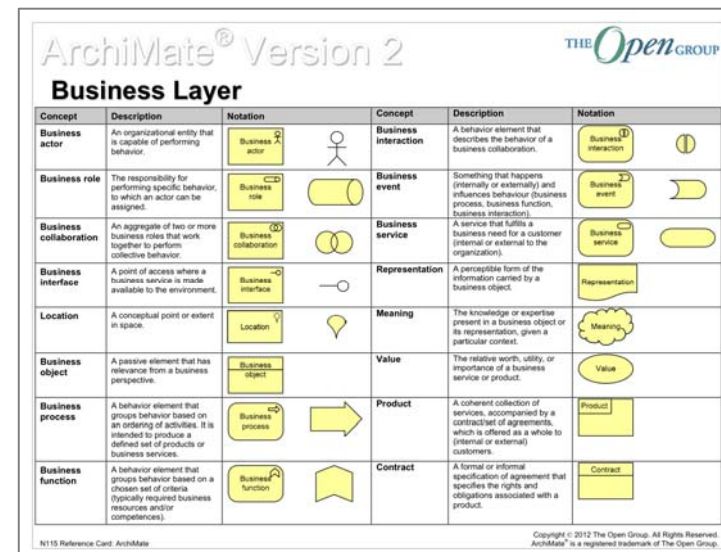 ArchiMate® Version 2
THE Open GROUP
Business Layer
Concept Description Notation Concept Description Notation
Business
actor
An organizational entity that
is capable of performing
behavior.
Business
actor
Business
interaction
A behavior element that
describes the behavior of a
business collaboration.
Business
interaction
Business role
The responsibility for
performing specific behavior,
to which an actor can be
assigned.
Business
role
Business
event
Something that happens
(internally or externally) and
influences behaviour (business
process, business function,
business interaction).
Business
event
Business
collaboration
An aggregate of two or more
business roles that work
together to perform
collective behavior.
Business
collaboration
Business
service
A service that fulfills a
business need for a customer
(internal or external to the
organization).
Business
service
Business
interface
A point of access where a
business service is made
available to the environment.
Business
interface
Representation
A perceptible form of the
information carried by a
business object.
Representation
Location
A conceptual point or extent
in space.
Location
Meaning
The knowledge or expertise
present in a business object or
its representation, given a
particular context.
Meaning
Business
object
A passive element that has
relevance from a business
perspective.
Business
object
Value
The relative worth, utility, or
importance of a business
service or product.
Value
Business
process
A behavior element that
groups behavior based on
an ordering of activities. It is
intended to produce a
defined set of products or
business services.
Business
process
Product
A coherent collection of
services, accompanied by a
contract/set of agreements,
which is offered as a whole to
(internal or external)
customers.
Product
Business
function
A behavior element that
groups behavior based on a
chosen set of criteria
(typically required business
resources and/or
competences).
Business
function
Contract
A formal or informal
specification of agreement that
specifies the rights and
obligations associated with a
product.
Contract
N115 Reference Card: ArchiMate
Copyright © 2012 The Open Group. All Rights Reserved.
ArchiMate® is a registered trademark of The Open Group.